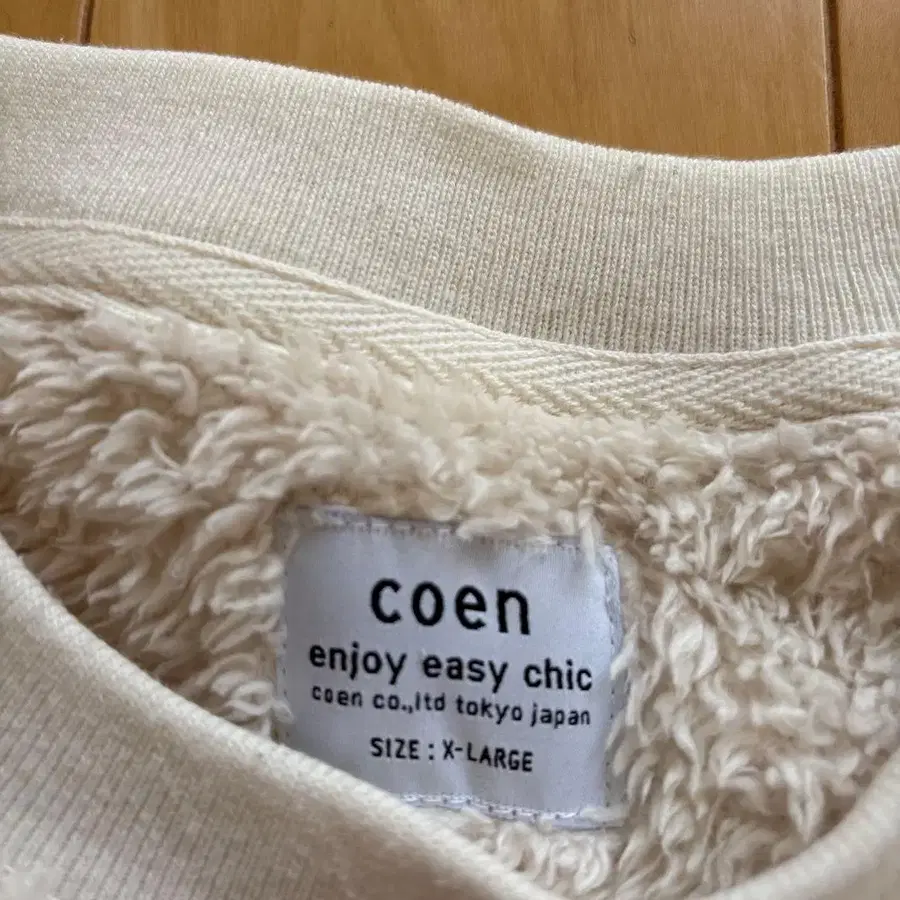 coen
enjoy easy chic
coen co.,ltd tokyo japan
SIZE : X-LARGE